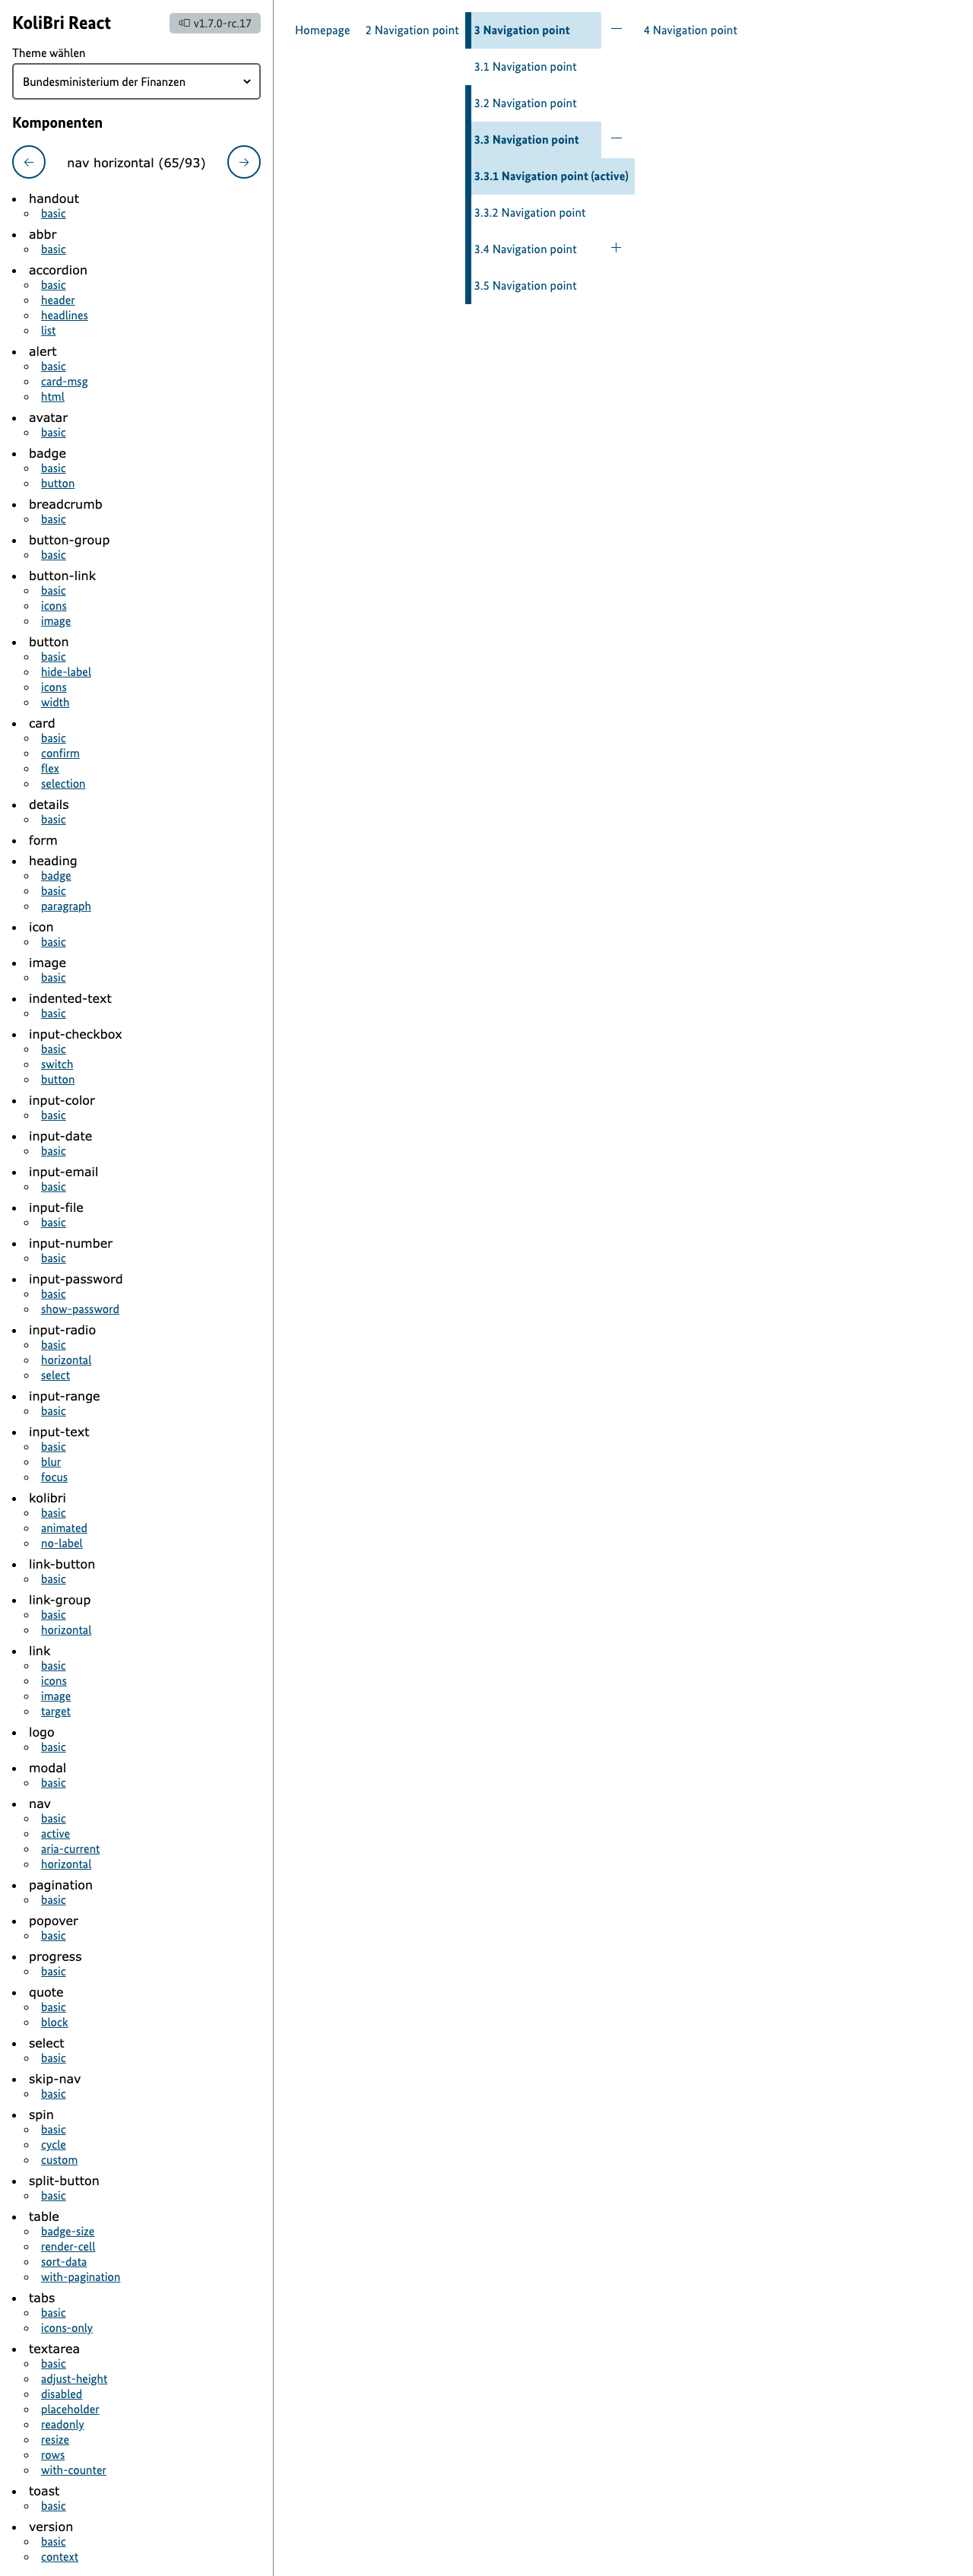 KoliBri React
v1.7.0-rc.17
Theme wählen
Bundesministerium der Finanzen
Komponenten
nav horizontal (65/93)
handout
basic
abbr
basic
accordion
basic
header
headlines
list
alert
basic
card-msg
html
avatar
basic
badge
basic
button
breadcrumb
basic
button-group
basic
button-link
basic
icons
image
button
basic
hide-label
icons
width
card
basic
confirm
flex
selection
details
basic
form
heading
badge
basic
paragraph
icon
basic
image
basic
indented-text
basic
input-checkbox
basic
switch
button
input-color
basic
input-date
basic
input-email
basic
input-file
basic
input-number
basic
input-password
basic
show-password
input-radio
basic
horizontal
select
input-range
basic
input-text
basic
blur
focus
kolibri
basic
animated
no-label
link-button
basic
link-group
basic
horizontal
link
basic
icons
image
target
logo
basic
modal
basic
nav
basic
active
aria-current
horizontal
pagination
basic
popover
basic
progress
basic
quote
basic
block
select
basic
skip-nav
basic
spin
basic
cycle
custom
split-button
basic
table
badge-size
render-cell
sort-data
with-pagination
tabs
basic
icons-only
textarea
basic
adjust-height
disabled
placeholder
readonly
resize
rows
with-counter
toast
basic
version
basic
context
Homepage 2 Navigation point 3 Navigation point 4 Navigation point
3.1 Navigation point
3.2 Navigation point
3.3 Navigation point
3.3.1 Navigation point (active)
3.3.2 Navigation point
3.4 Navigation point
3.5 Navigation point